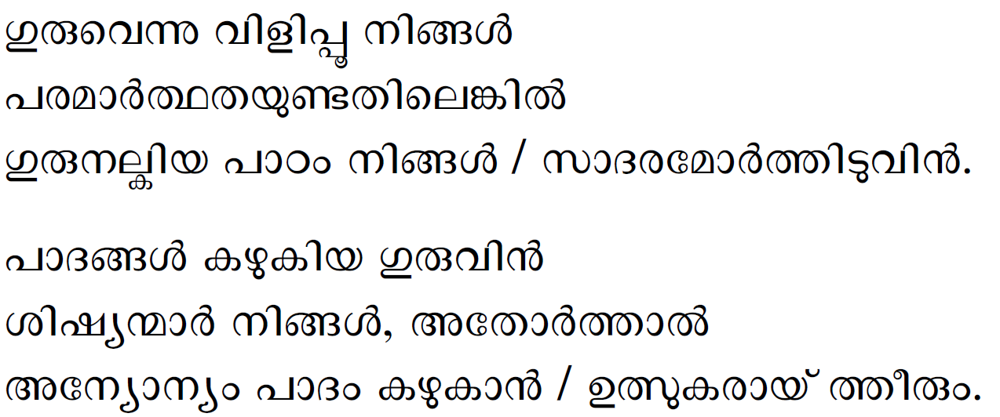 ഗുരുവെന്നു വിളിപ്പൂ നിങ്ങൾ
പരമാർത്ഥതയുണ്ടതിലെങ്കിൽ
ഗുരുനല്കിയ പാഠം നിങ്ങൾ / സാദരമോർത്തിടുവിൻ.
പാദങ്ങൾ കഴുകിയ ഗുരുവിൻ
ശിഷ്യന്മാർ നിങ്ങൾ, അതോർത്താൽ
അന്യോന്യം പാദം കഴുകാൻ / ഉത്സുകരായ് ത്തീരും.